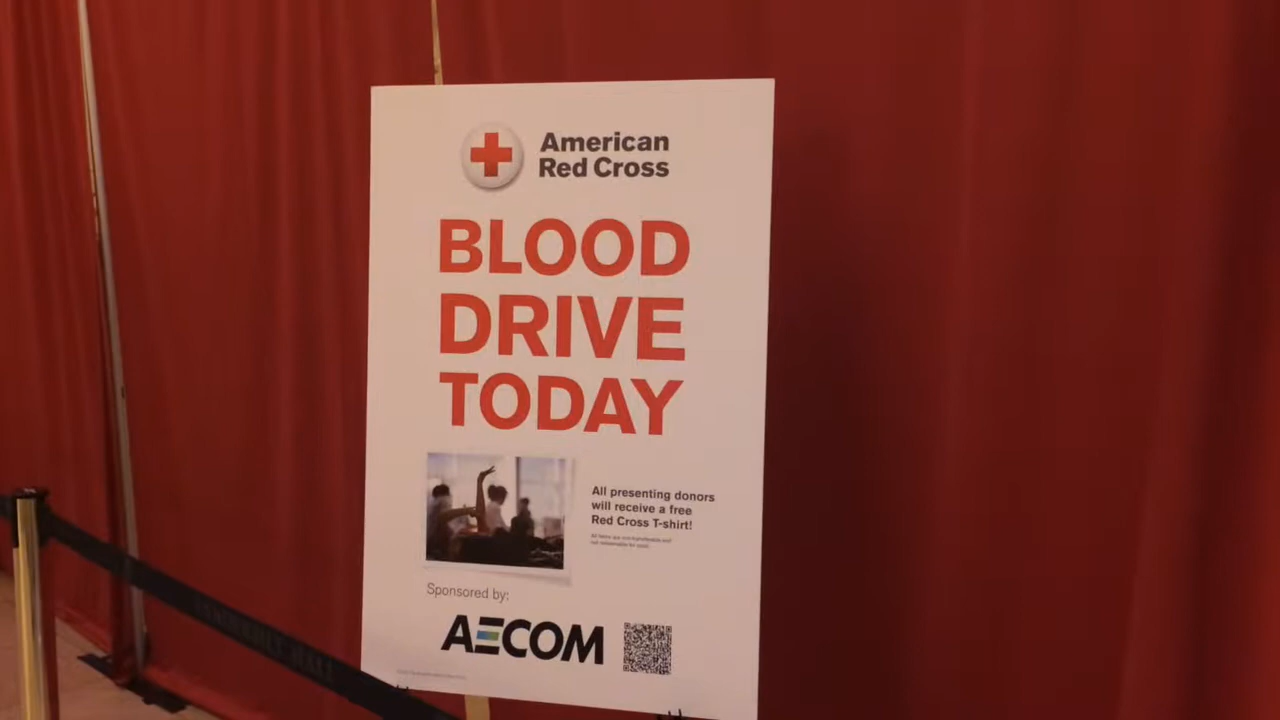 American
Red Cross
BLOOD
DRIVE
TODAY
All presenting donors
will receive a free
Red Cross T-shirt!
Sponsored by:
AECOM